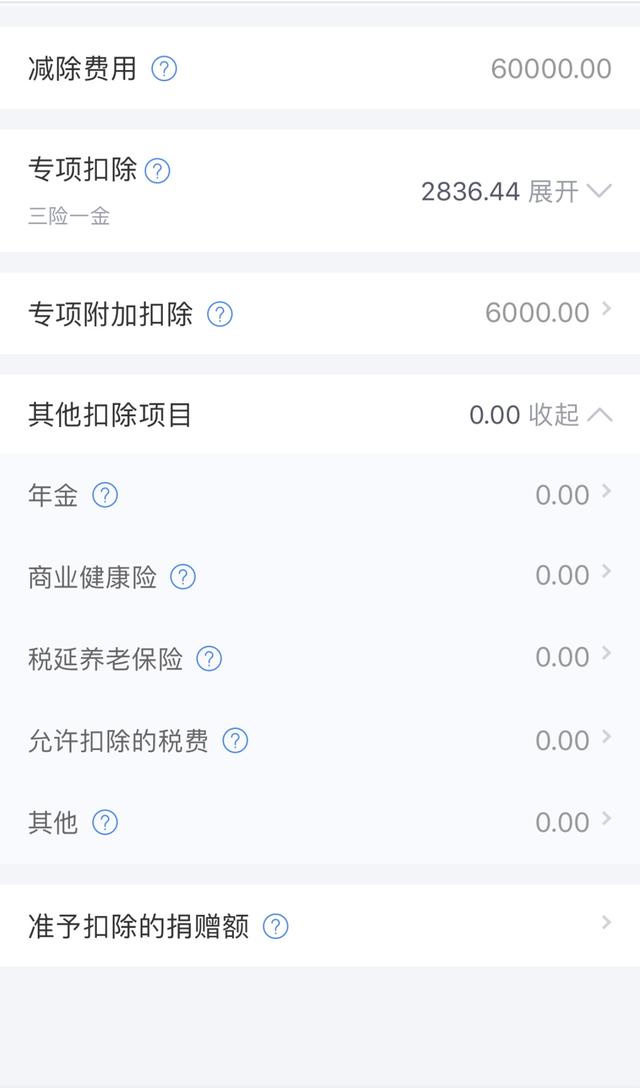 减除费用 ? 60000.00
专项扣除 ?
2836.44 展开
三险一金
专项附加扣除 ? 6000.00
其他扣除项目 0.00 收起
年金 ? 0.00
商业健康险 ? 0.00
税延养老保险 ? 0.00
允许扣除的税费 ? 0.00
其他 ? 0.00
准予扣除的捐赠额 ?